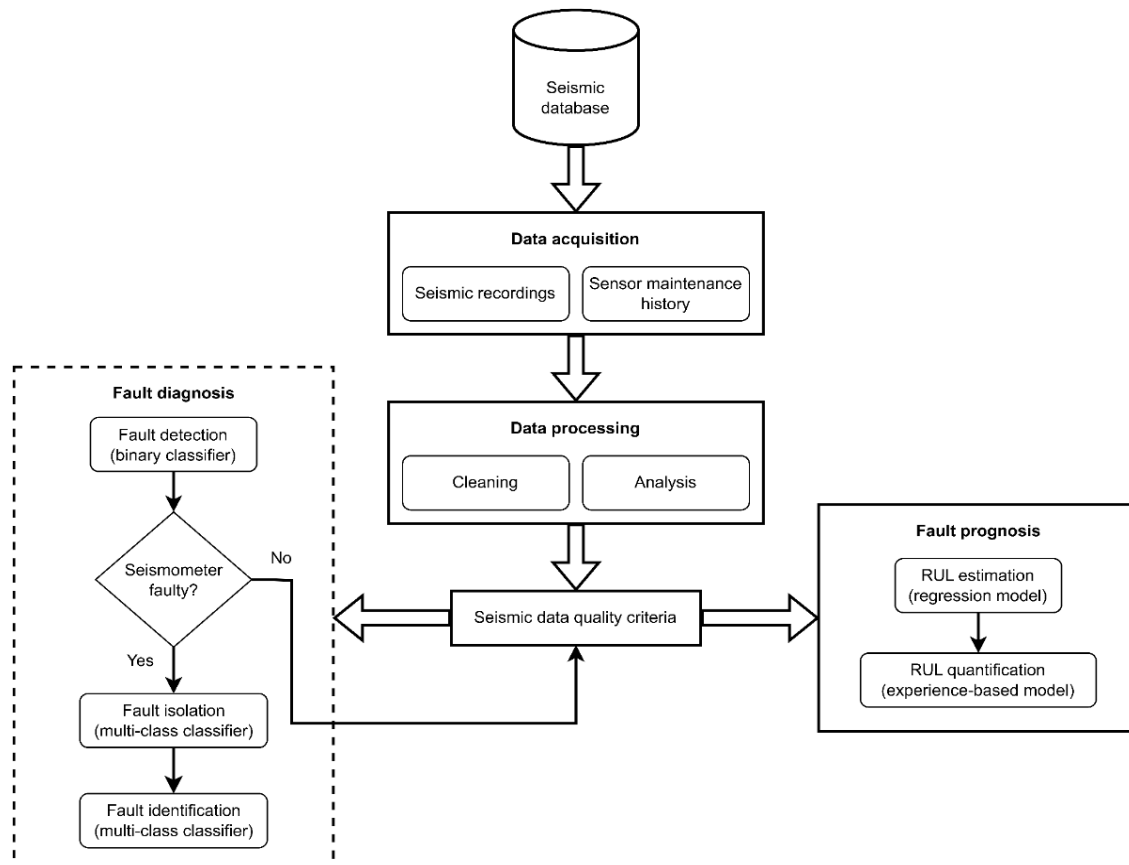 Seismic
database
Data acquisition
Seismic recordings
Sensor maintenance
history
Fault diagnosis
Fault detection
(binary classifier)
Data processing
Cleaning
Analysis
Seismometer
faulty?
No
Yes
Fault isolation
(multi-class classifier)
Fault identification
(multi-class classifier)
Seismic data quality criteria
Fault prognosis
RUL estimation
(regression model)
RUL quantification
(experience-based model)